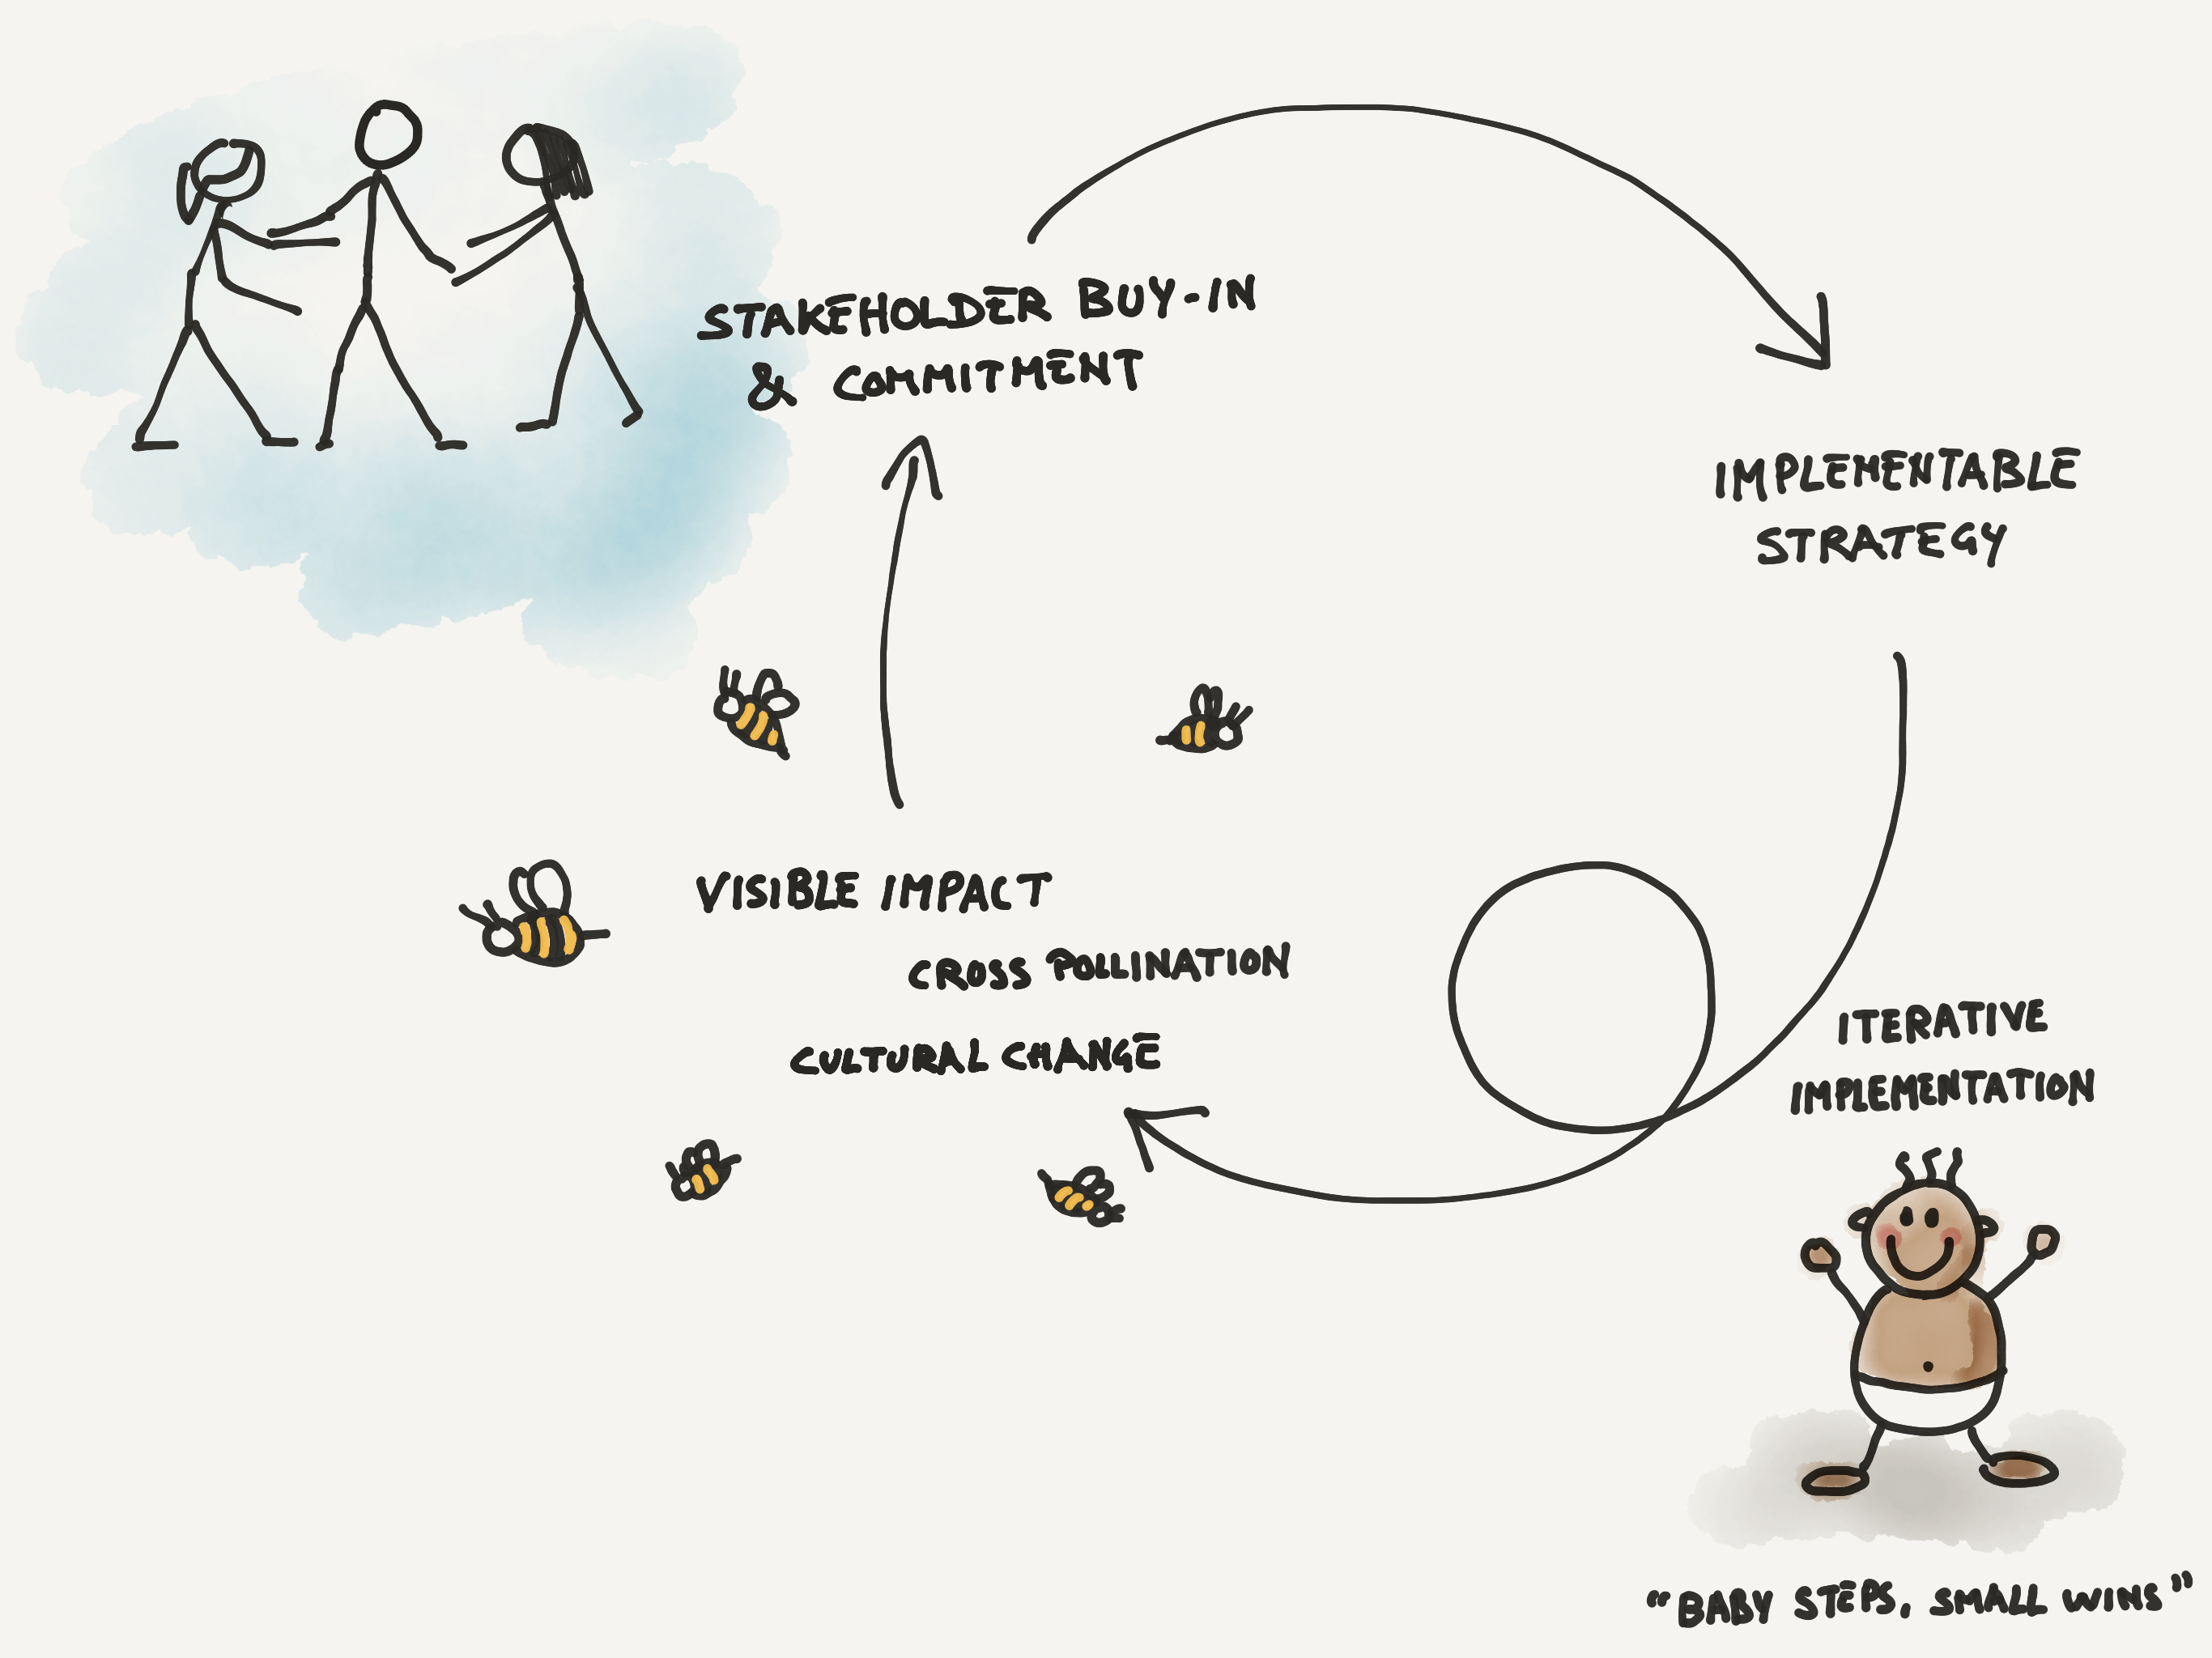 STAKEHOLDER BUY-IN
& COMMITMENT
IMPLEMENTABLE
STRATEGY
ITERATIVE
IMPLEMENTATION
"BABY STEPS, SMALL WINS"
VISIBLE IMPACT
CROSS POLLINATION
CULTURAL CHANGE